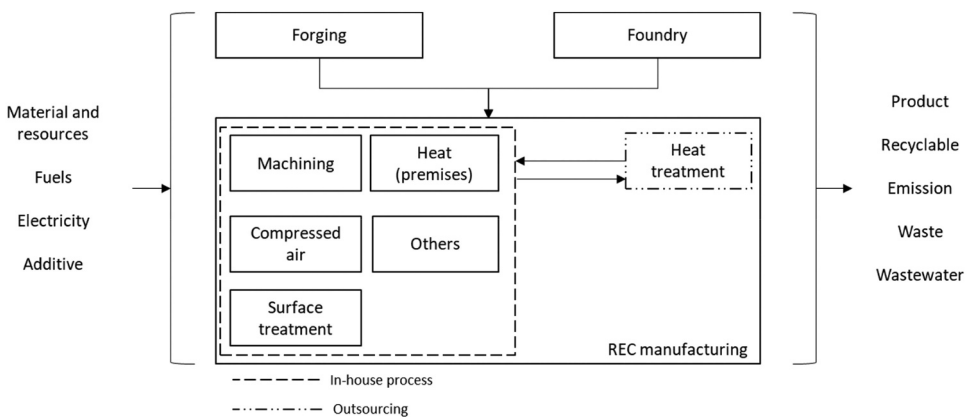 Forging
Foundry
Material and
resources
Fuels
Electricity
Additive
Machining
Heat
(premises)
Compressed
air
Others
Surface
treatment
Heat
treatment
REC manufacturing
Product
Recyclable
Emission
Waste
Wastewater
In-house process
Outsourcing